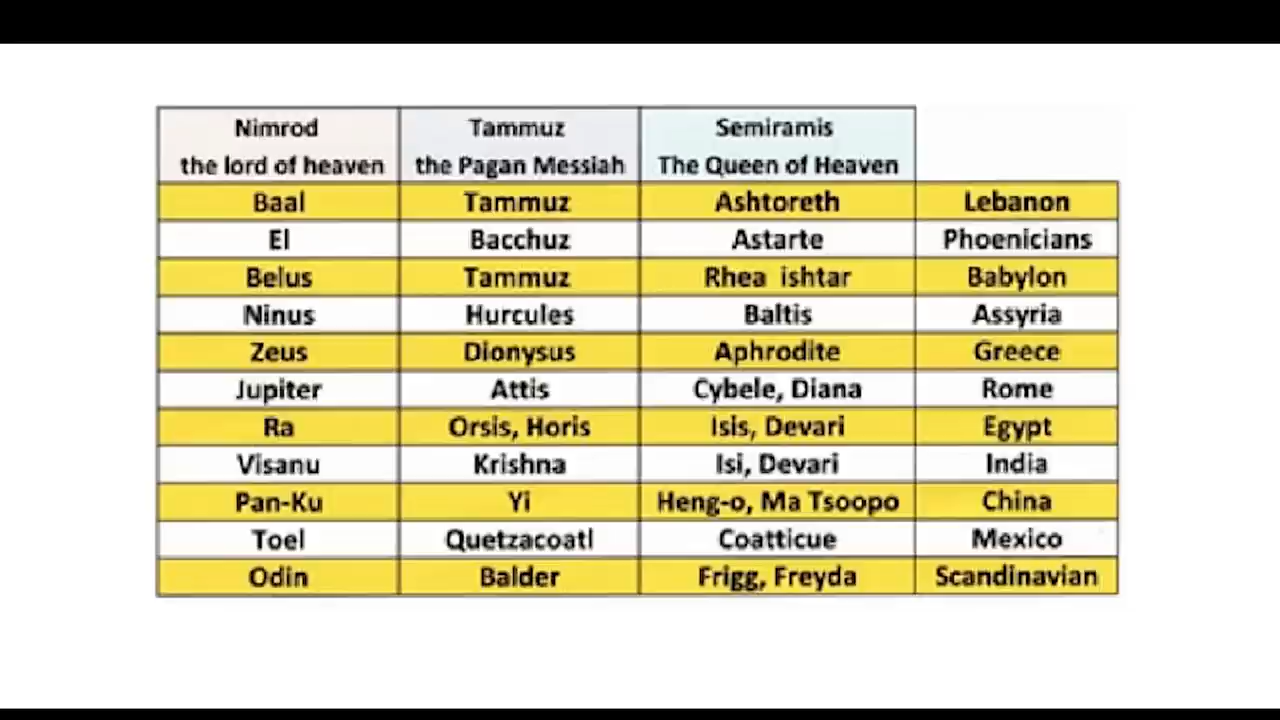 Nimrod
the lord of heaven
Tammuz
the Pagan Messiah
Semiramis
The Queen of Heaven
Baal Tammuz Ashtoreth Lebanon
El Bacchuz Astarte Phoenicians
Belus Tammuz Rhea ishtar Babylon
Ninus Hurcules Baltis Assyria
Zeus Dionysus Aphrodite Greece
Jupiter Attis Cybele, Diana Rome
Ra Orsis, Horis Isis, Devari Egypt
Visanu Krishna Isi, Devari India
Pan-Ku Yi Heng-o, Ma Tsoopo China
Toel Quetzacoatl Coatticue Mexico
Odin Balder Frigg, Freyda Scandinavian